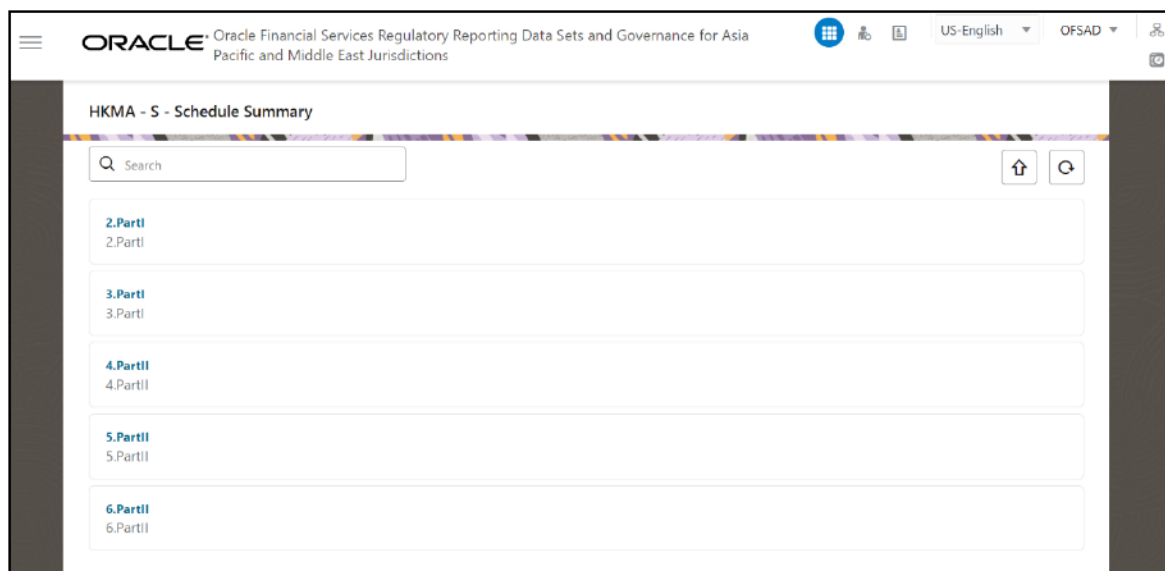 ORACLE Oracle Financial Services Regulatory Reporting Data Sets and Governance for Asia
Pacific and Middle East Jurisdictions
US-English
OFSAD
HKMA - S - Schedule Summary
Search
2.PartI
2.PartI
3.PartI
3.PartI
4.PartII
4.PartII
5.PartII
5.PartII
6.PartII
6.PartII